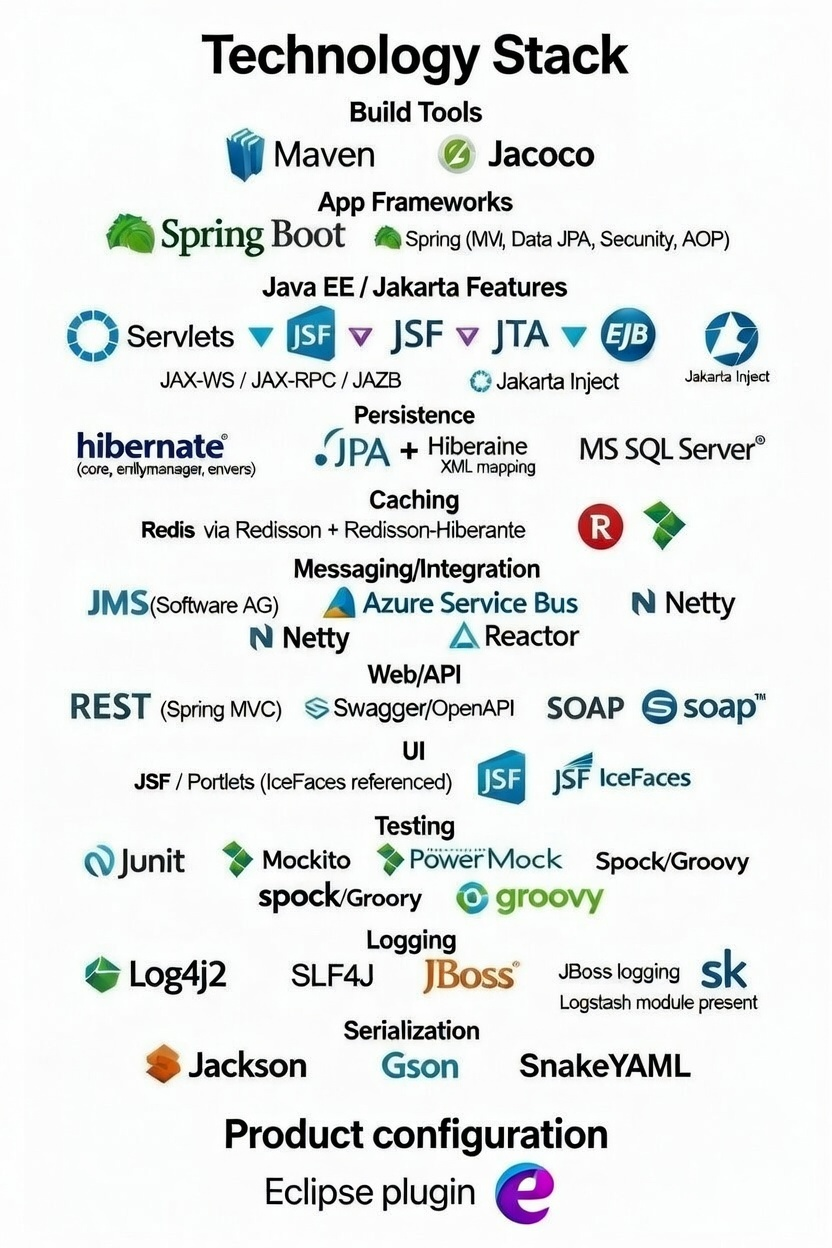 Technology Stack
Build Tools
Maven Jacoco
App Frameworks
Spring Boot Spring (MVI, Data JPA, Secunity, AOP)
Java EE / Jakarta Features
Servlets JSF JSF JTA EJB
JAX-WS / JAX-RPC / JAZB Jakarta Inject Jakarta Inject
Persistence
hibernate® JPA + Hiberaine MS SQL Server®
(core, enllymanager, envers) XML mapping
Caching
Redis via Redisson + Redisson-Hiberante R
Messaging/Integration
JMS(Software AG) Azure Service Bus N Netty
N Netty Reactor
Web/API
REST (Spring MVC) Swagger/OpenAPI SOAP S soap™
UI
JSF / Portlets (IceFaces referenced) JSF JSF IceFaces
Testing
Junit Mockito PowerMock Spock/Groovy
spock/Groory groovy
Logging
Log4j2 SLF4J JBoss® JBoss logging sk
Logstash module present
Serialization
Jackson Gson SnakeYAML
Product configuration
Eclipse plugin e